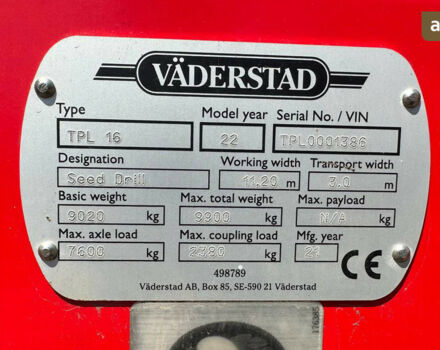 a
VÄDERSTAD
Type Model year Serial No. / VIN
TPL 16 22 TPL0001386
Designation Working width Transport width
Seed Drill 11.20 m 3.0 m
Basic weight Max. total weight Max. payload
9020 kg 9900 kg N/A kg
Max. axle load Max. coupling load Mfg. year
7600 kg 2380 kg 21
CE
498789
Väderstad AB, Box 85, SE-590 21 Väderstad
176385